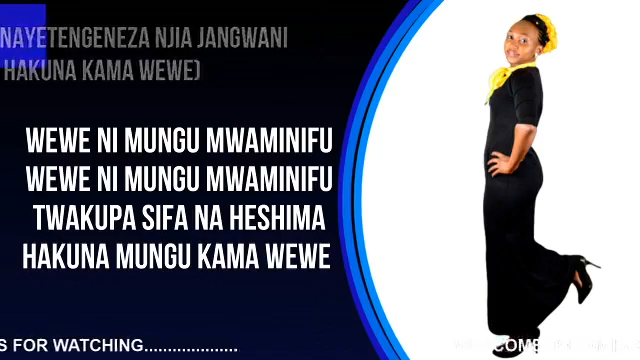 NAYETENGENEZA NJIA JANGWANI
HAKUNA KAMA WEWE)
WEWE NI MUNGU MWAMINIFU
WEWE NI MUNGU MWAMINIFU
TWAKUPA SIFA NA HESHIMA
HAKUNA MUNGU KAMA WEWE
S FOR WATCHING....................